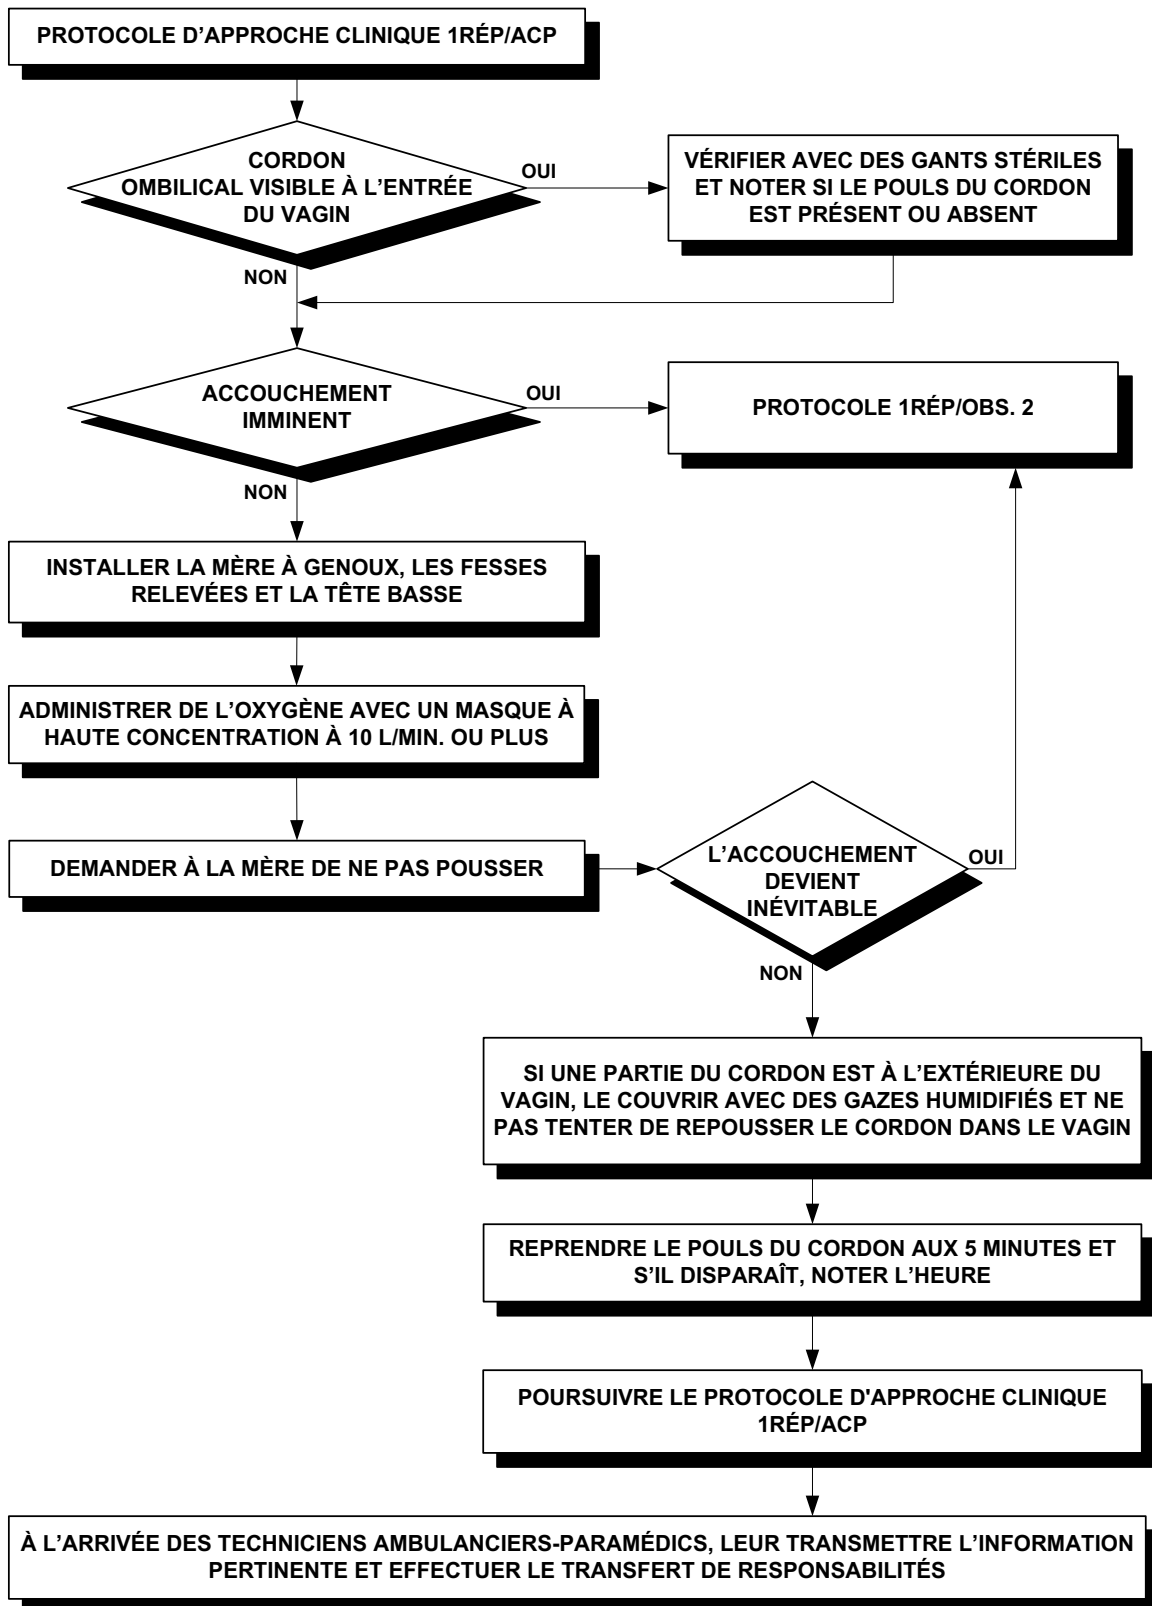 PROTOCOLE D’APPROCHE CLINIQUE 1RÉP/ACP
CORDON
OMBILICAL VISIBLE À L’ENTRÉE
DU VAGIN
OUI
VÉRIFIER AVEC DES GANTS STÉRILES
ET NOTER SI LE POULS DU CORDON
EST PRÉSENT OU ABSENT
NON
ACCOUCHEMENT
IMMINENT
OUI
PROTOCOLE 1RÉP/OBS. 2
NON
INSTALLER LA MÈRE À GENOUX, LES FESSES
RELEVÉES ET LA TÊTE BASSE
ADMINISTRER DE L’OXYGÈNE AVEC UN MASQUE À
HAUTE CONCENTRATION À 10 L/MIN. OU PLUS
DEMANDER À LA MÈRE DE NE PAS POUSSER
L’ACCOUCHEMENT
DEVIENT
INÉVITABLE
OUI
NON
SI UNE PARTIE DU CORDON EST À L’EXTÉRIEURE DU
VAGIN, LE COUVRIR AVEC DES GAZES HUMIDIFIÉS ET NE
PAS TENTER DE REPOUSSER LE CORDON DANS LE VAGIN
REPRENDRE LE POULS DU CORDON AUX 5 MINUTES ET
S’IL DISPARAÎT, NOTER L’HEURE
POURSUIVRE LE PROTOCOLE D'APPROCHE CLINIQUE
1RÉP/ACP
À L’ARRIVÉE DES TECHNICIENS AMBULANCIERS-PARAMÉDICS, LEUR TRANSMETTRE L’INFORMATION
PERTINENTE ET EFFECTUER LE TRANSFERT DE RESPONSABILITÉS